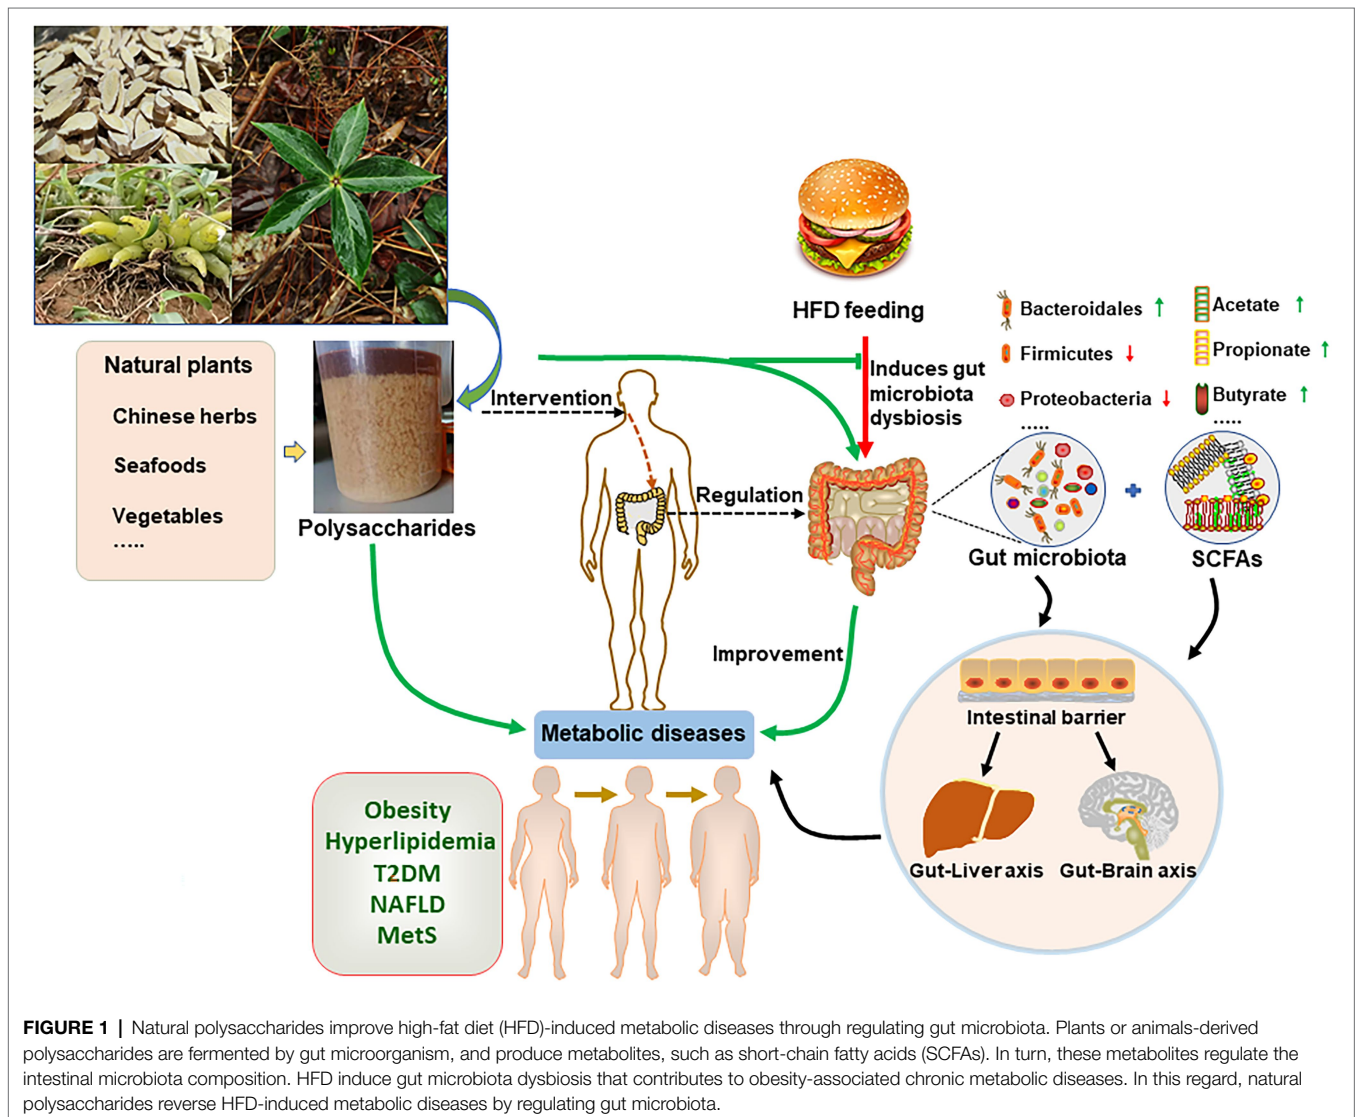 HFD feeding
Bacteroidales ↑
Firmicutes ↓
Proteobacteria ↓
.....
Acetate ↑
Propionate ↑
Butyrate ↑
.....
Natural plants
Chinese herbs
Seafoods
Vegetables
.....
Polysaccharides
Intervention
Induces gut
microbiota
dysbiosis
Regulation
Gut microbiota
+
SCFAs
Improvement
Intestinal barrier
Gut-Liver axis
Gut-Brain axis
Metabolic diseases
Obesity
Hyperlipidemia
T2DM
NAFLD
MetS
FIGURE 1 | Natural polysaccharides improve high-fat diet (HFD)-induced metabolic diseases through regulating gut microbiota. Plants or animals-derived
polysaccharides are fermented by gut microorganism, and produce metabolites, such as short-chain fatty acids (SCFAs). In turn, these metabolites regulate the
intestinal microbiota composition. HFD induce gut microbiota dysbiosis that contributes to obesity-associated chronic metabolic diseases. In this regard, natural
polysaccharides reverse HFD-induced metabolic diseases by regulating gut microbiota.